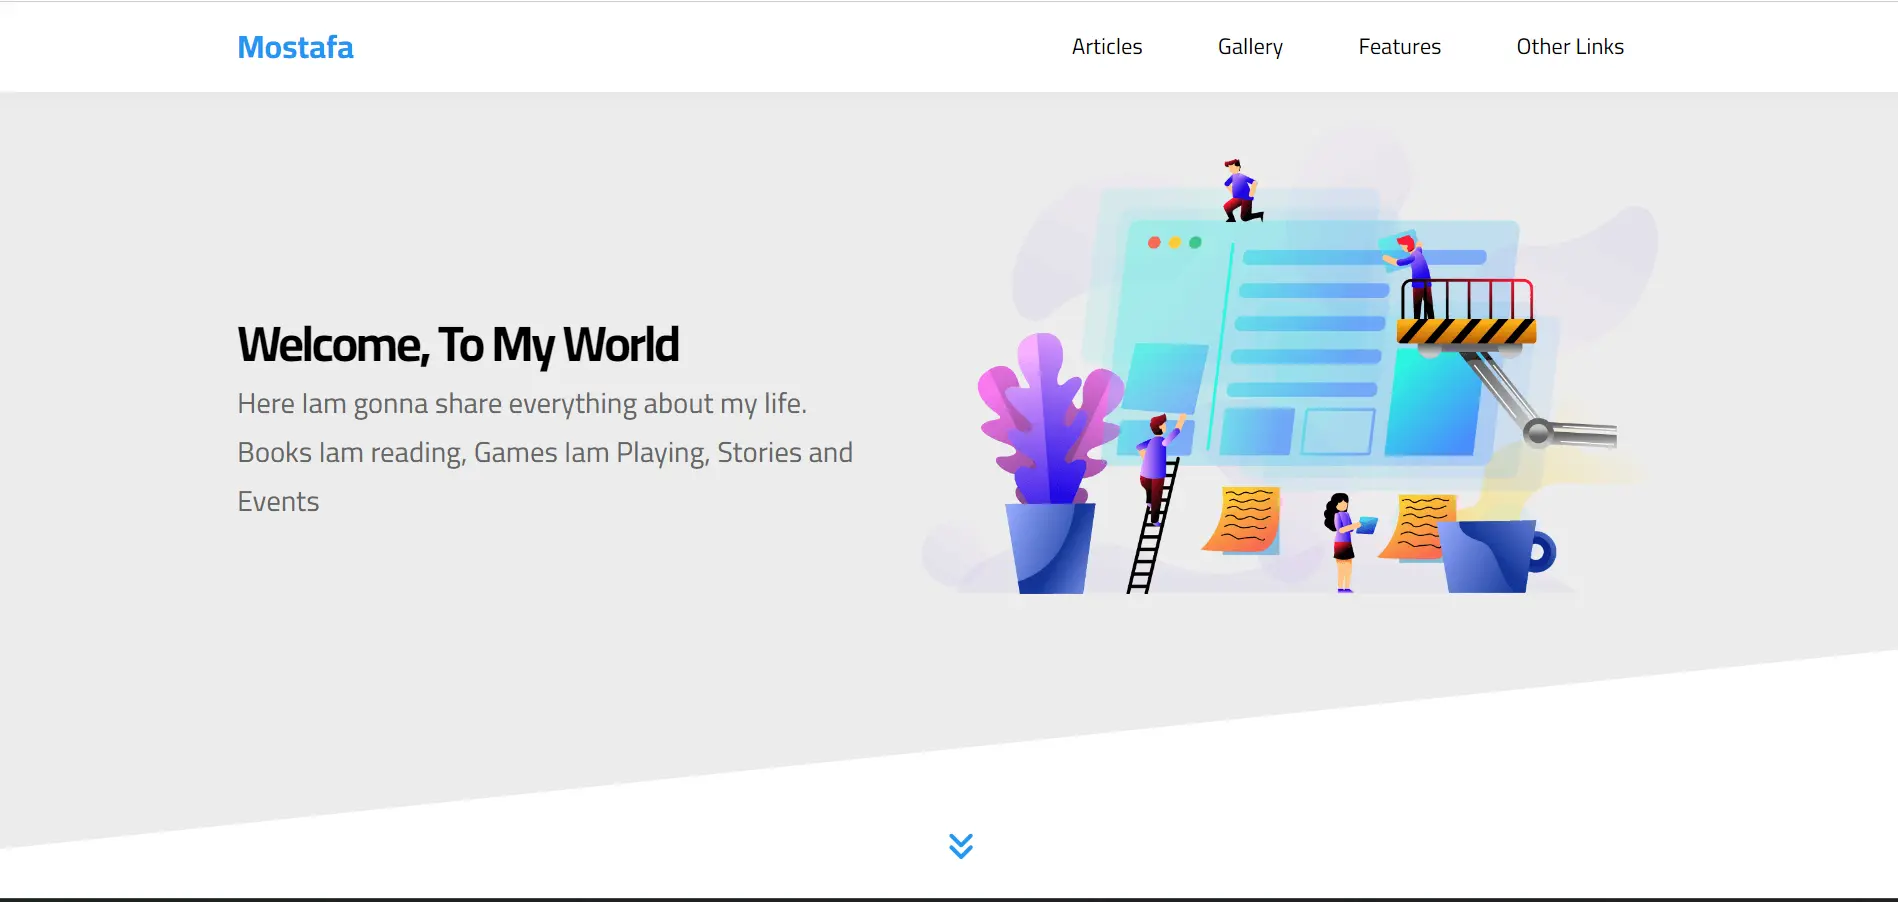 Mostafa
Articles
Gallery
Features
Other Links
Welcome, To My World
Here Iam gonna share everything about my life.
Books Iam reading, Games Iam Playing, Stories and
Events